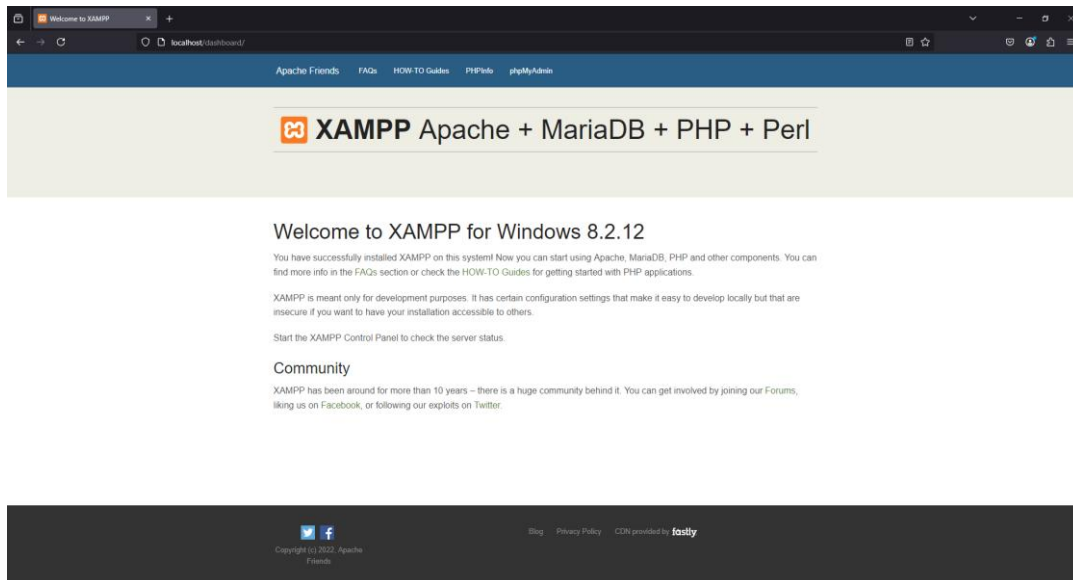 Welcome to XAMPP
localhost/dashboard/
Apache Friends FAQs HOW-TO Guides PHPInfo phpMyAdmin
XAMPP Apache + MariaDB + PHP + Perl
Welcome to XAMPP for Windows 8.2.12
You have successfully installed XAMPP on this system! Now you can start using Apache, MariaDB, PHP and other components. You can
find more info in the FAQs section or check the HOW-TO Guides for getting started with PHP applications.
XAMPP is meant only for development purposes. It has certain configuration settings that make it easy to develop locally but that are
insecure if you want to have your installation accessible to others.
Start the XAMPP Control Panel to check the server status.
Community
XAMPP has been around for more than 10 years – there is a huge community behind it. You can get involved by joining our Forums,
liking us on Facebook, or following our exploits on Twitter.
Blog Privacy Policy CDN provided by fastly
Copyright (c) 2022, Apache
Friends